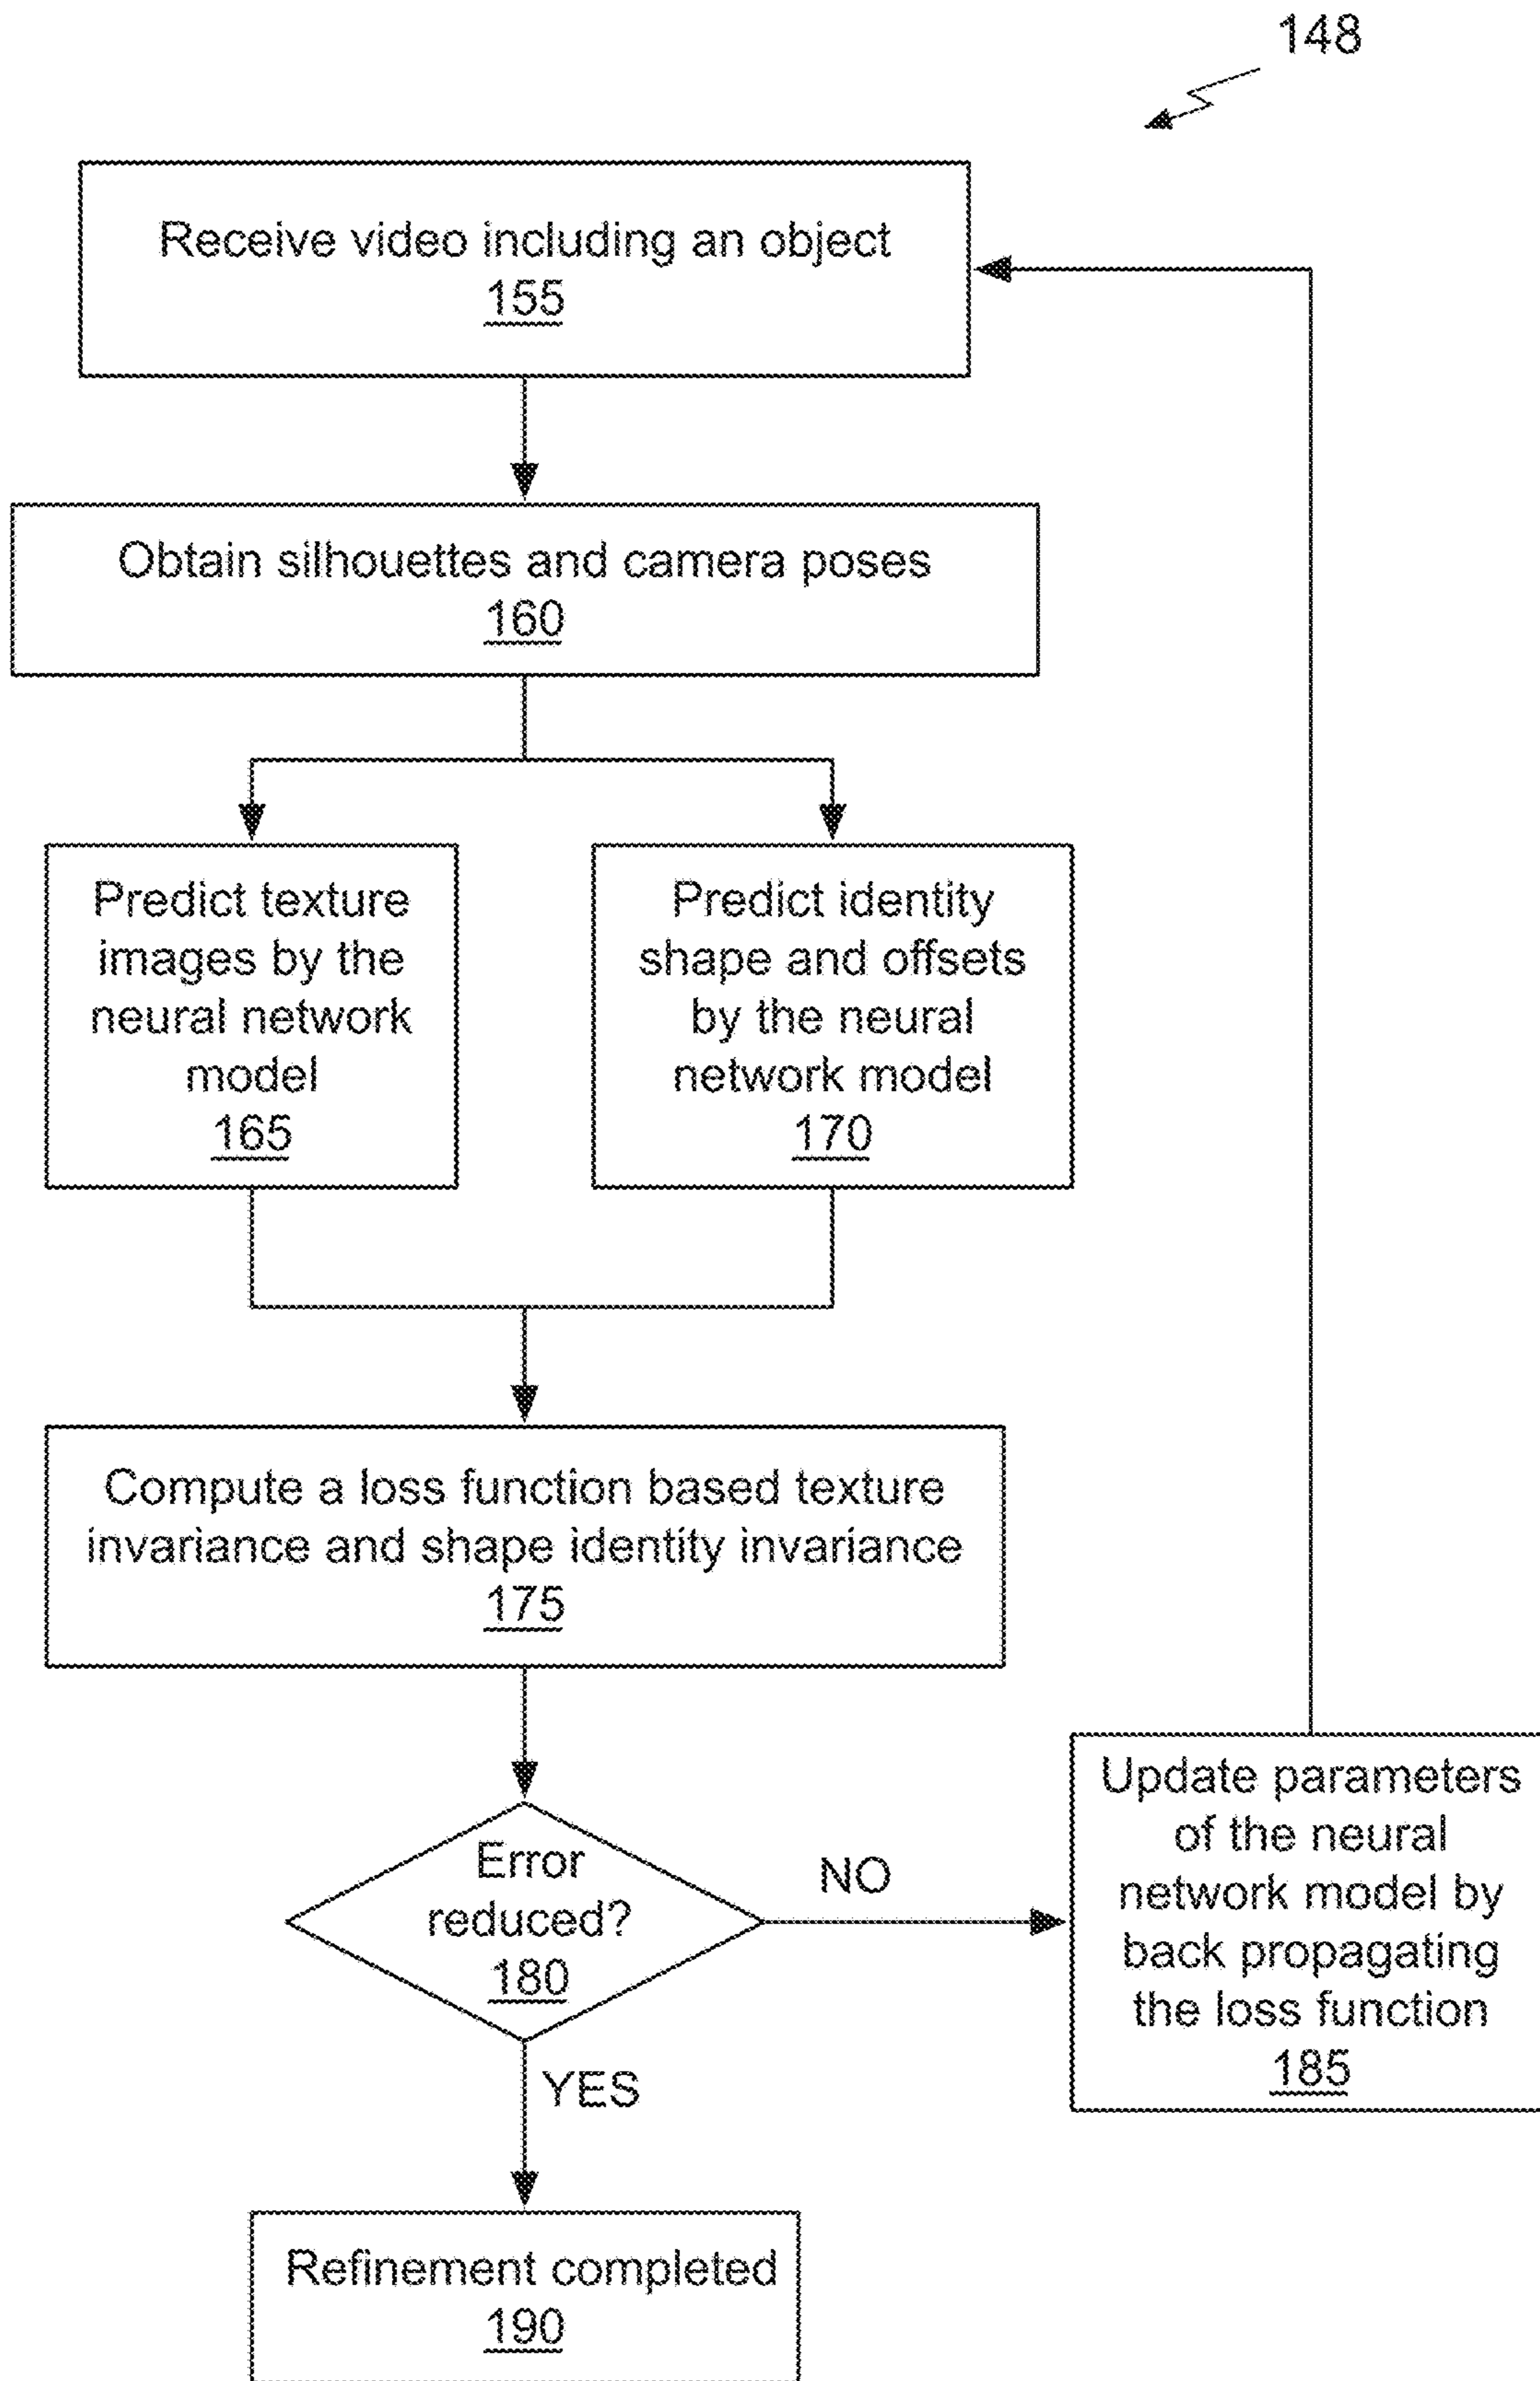 148
Receive video including an object
155
Obtain silhouettes and camera poses
160
Predict texture
images by the
neural network
model
165
Predict identity
shape and offsets
by the neural
network model
170
Compute a loss function based texture
invariance and shape identity invariance
175
Error
reduced?
180
NO
YES
Update parameters
of the neural
network model by
back propagating
the loss function
185
Refinement completed
190